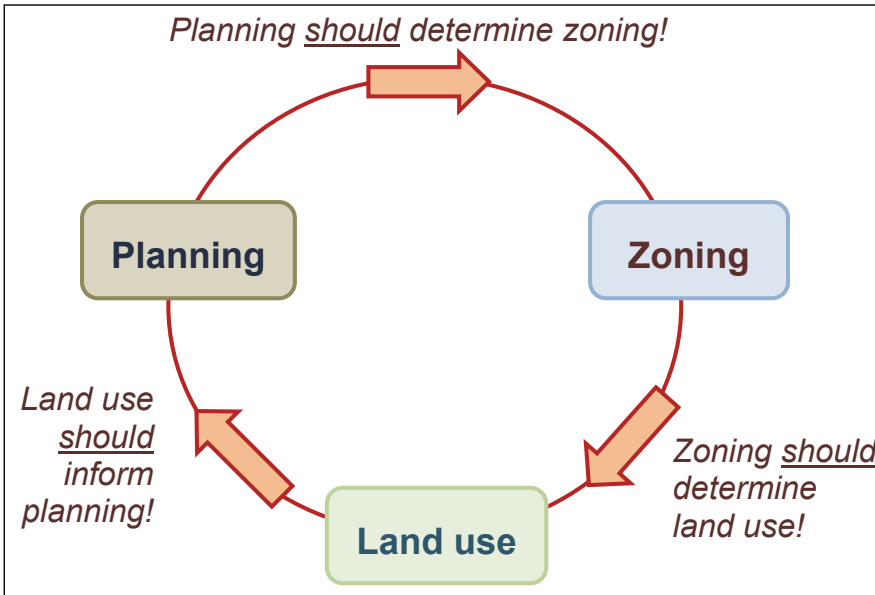 Planning should determine zoning!
Planning
Zoning
Land use
should
inform
planning!
Zoning should
determine
land use!
Land use